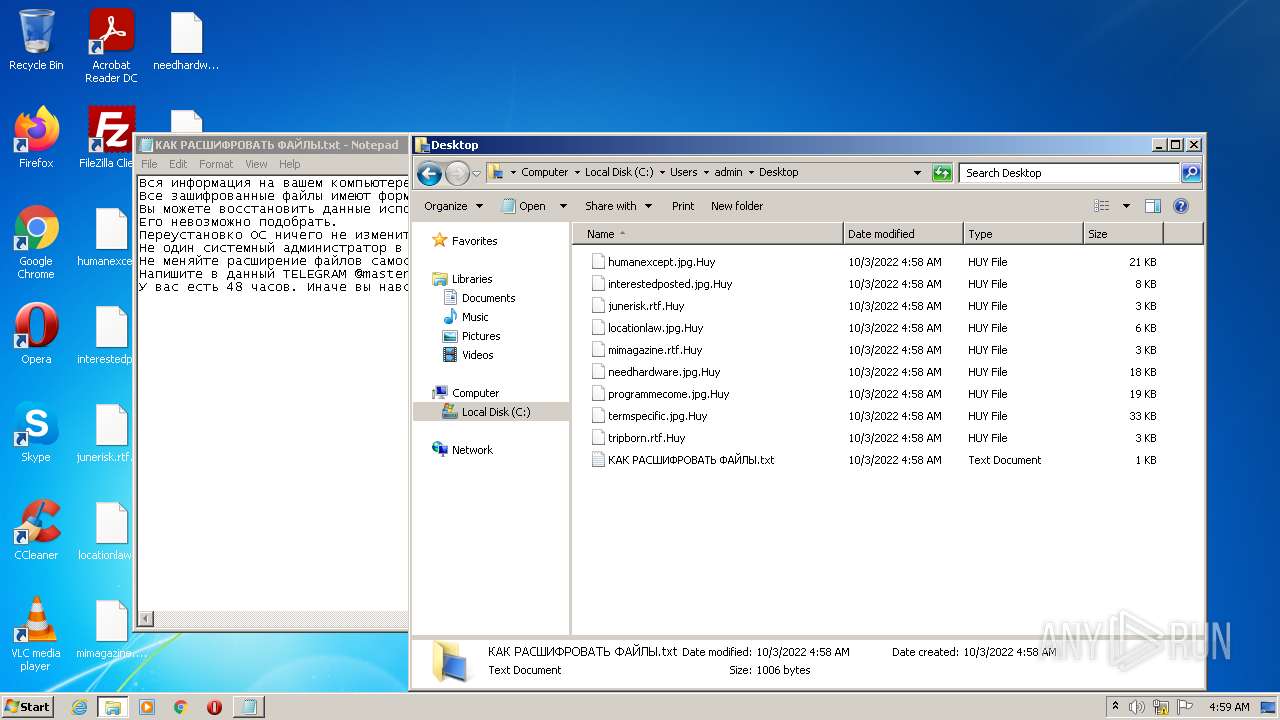 Recycle Bin
Acrobat
Reader DC
needhardw...
Firefox
FileZilla Clie
Google
Chrome
humanexce
Opera
interestedp
Skype
junerisk.rtf.
CCleaner
locationlaw
VLC media
player
mimagazine....
КАК РАСШИФРОВАТЬ ФАЙЛЫ.txt - Notepad
File Edit Format View Help
Вся информация на вашем компьютере
Все зашифрованные файлы имеют форм
Вы можете восстановить данные испо
Его невозможно подобрать.
Переустановко ОС ничего не изменит
Не один системный администратор в
Не меняйте расширение файлов самос
Напишите в данный TELEGRAM @master
У вас есть 48 часов. Иначе вы навс
Desktop
Computer Local Disk (C:) Users admin Desktop
Search Desktop
Organize Open Share with Print New folder
Favorites
Libraries
Documents
Music
Pictures
Videos
Computer
Local Disk (C:)
Network
Name Date modified Type Size
humanexcept.jpg.Huy 10/3/2022 4:58 AM HUY File 21 KB
interestedposted.jpg.Huy 10/3/2022 4:58 AM HUY File 8 KB
junerisk.rtf.Huy 10/3/2022 4:58 AM HUY File 3 KB
locationlaw.jpg.Huy 10/3/2022 4:58 AM HUY File 6 KB
mimagazine.rtf.Huy 10/3/2022 4:58 AM HUY File 3 KB
needhardware.jpg.Huy 10/3/2022 4:58 AM HUY File 18 KB
programmecome.jpg.Huy 10/3/2022 4:58 AM HUY File 19 KB
termspecific.jpg.Huy 10/3/2022 4:58 AM HUY File 33 KB
tripborn.rtf.Huy 10/3/2022 4:58 AM HUY File KB
КАК РАСШИФРОВАТЬ ФАЙЛЫ.txt 10/3/2022 4:58 AM Text Document 1 KB
КАК РАСШИФРОВАТЬ ФАЙЛЫ.txt Date modified: 10/3/2022 4:58 AM Date created: 10/3/2022 4:58 AM
Text Document Size: 1006 bytes
ANY RUN
Start
4:59 AM